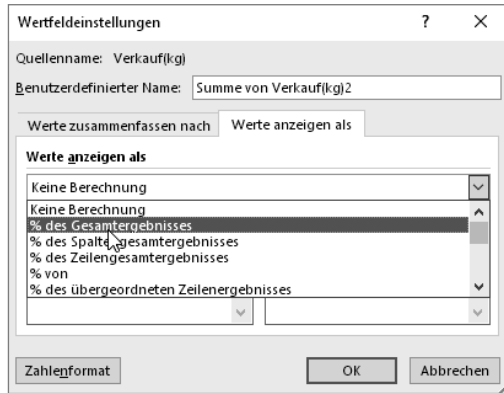 Wertfeldeinstellungen ? ×
Quellenname: Verkauf(kg)
Benutzerdefinierter Name: Summe von Verkauf(kg)2
Werte zusammenfassen nach Werte anzeigen als
Werte anzeigen als
Keine Berechnung
Keine Berechnung
% des Gesamtergebnisses
% des Spaltengesamtergebnisses
% des Zeilengesamtergebnisses
% von
% des übergeordneten Zeilenergebnisses
Zahlenformat OK Abbrechen